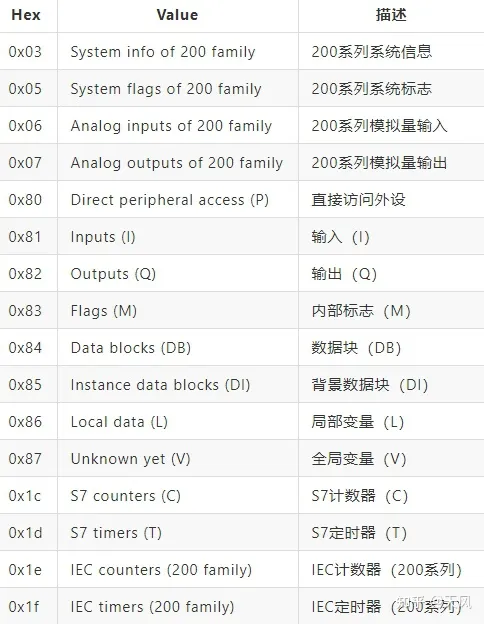 Hex Value 描述
0x03 System info of 200 family 200系列系统信息
0x05 System flags of 200 family 200系列系统标志
0x06 Analog inputs of 200 family 200系列模拟量输入
0x07 Analog outputs of 200 family 200系列模拟量输出
0x80 Direct peripheral access (P) 直接访问外设
0x81 Inputs (I) 输入（I）
0x82 Outputs (Q) 输出（Q）
0x83 Flags (M) 内部标志（M）
0x84 Data blocks (DB) 数据块（DB）
0x85 Instance data blocks (DI) 背景数据块（DI）
0x86 Local data (L) 局部变量（L）
0x87 Unknown yet (V) 全局变量（V）
0x1c S7 counters (C) S7计数器（C）
0x1d S7 timers (T) S7定时器（T）
0x1e IEC counters (200 family) IEC计数器（200系列）
0x1f IEC timers (200 family) IEC定时器（200系列）
知乎